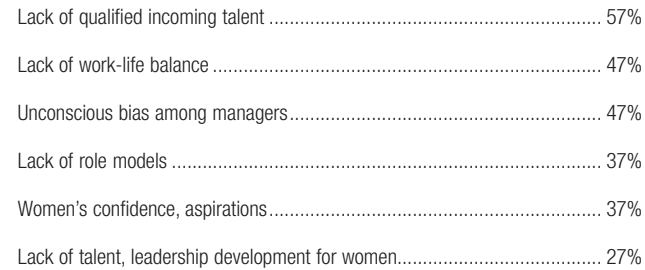 Lack of qualified incoming talent ........................................................................ 57%
Lack of work-life balance ..................................................................................... 47%
Unconscious bias among managers.................................................................... 47%
Lack of role models .............................................................................................. 37%
Women’s confidence, aspirations......................................................................... 37%
Lack of talent, leadership development for women............................................. 27%